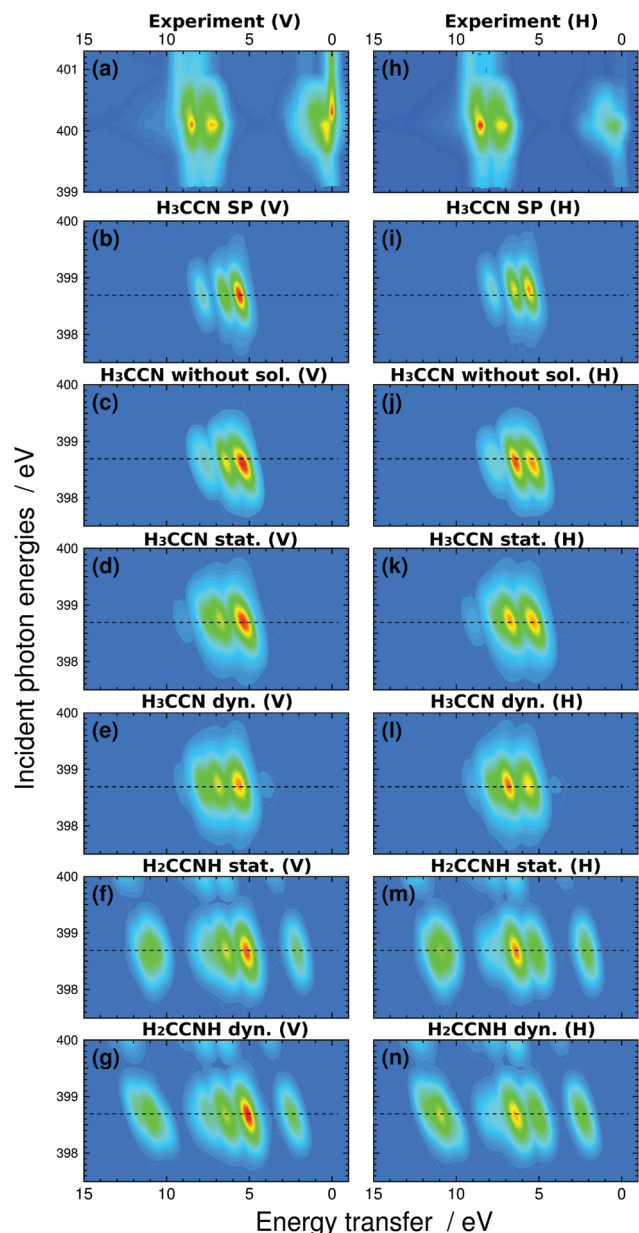 Experiment (V) Experiment (H)
15 10 5 0 15 10 5 0
(a) (h)
401
400
399
H₃CCN SP (V) H₃CCN SP (H)
(b) (i)
400
399
398
H₃CCN without sol. (V) H₃CCN without sol. (H)
(c) (j)
400
399
398
H₃CCN stat. (V) H₃CCN stat. (H)
(d) (k)
400
399
398
H₃CCN dyn. (V) H₃CCN dyn. (H)
(e) (l)
400
399
398
H₂CCNH stat. (V) H₂CCNH stat. (H)
(f) (m)
400
399
398
H₂CCNH dyn. (V) H₂CCNH dyn. (H)
(g) (n)
400
399
398
15 10 5 0 15 10 5 0
Incident photon energies / eV
Energy transfer / eV